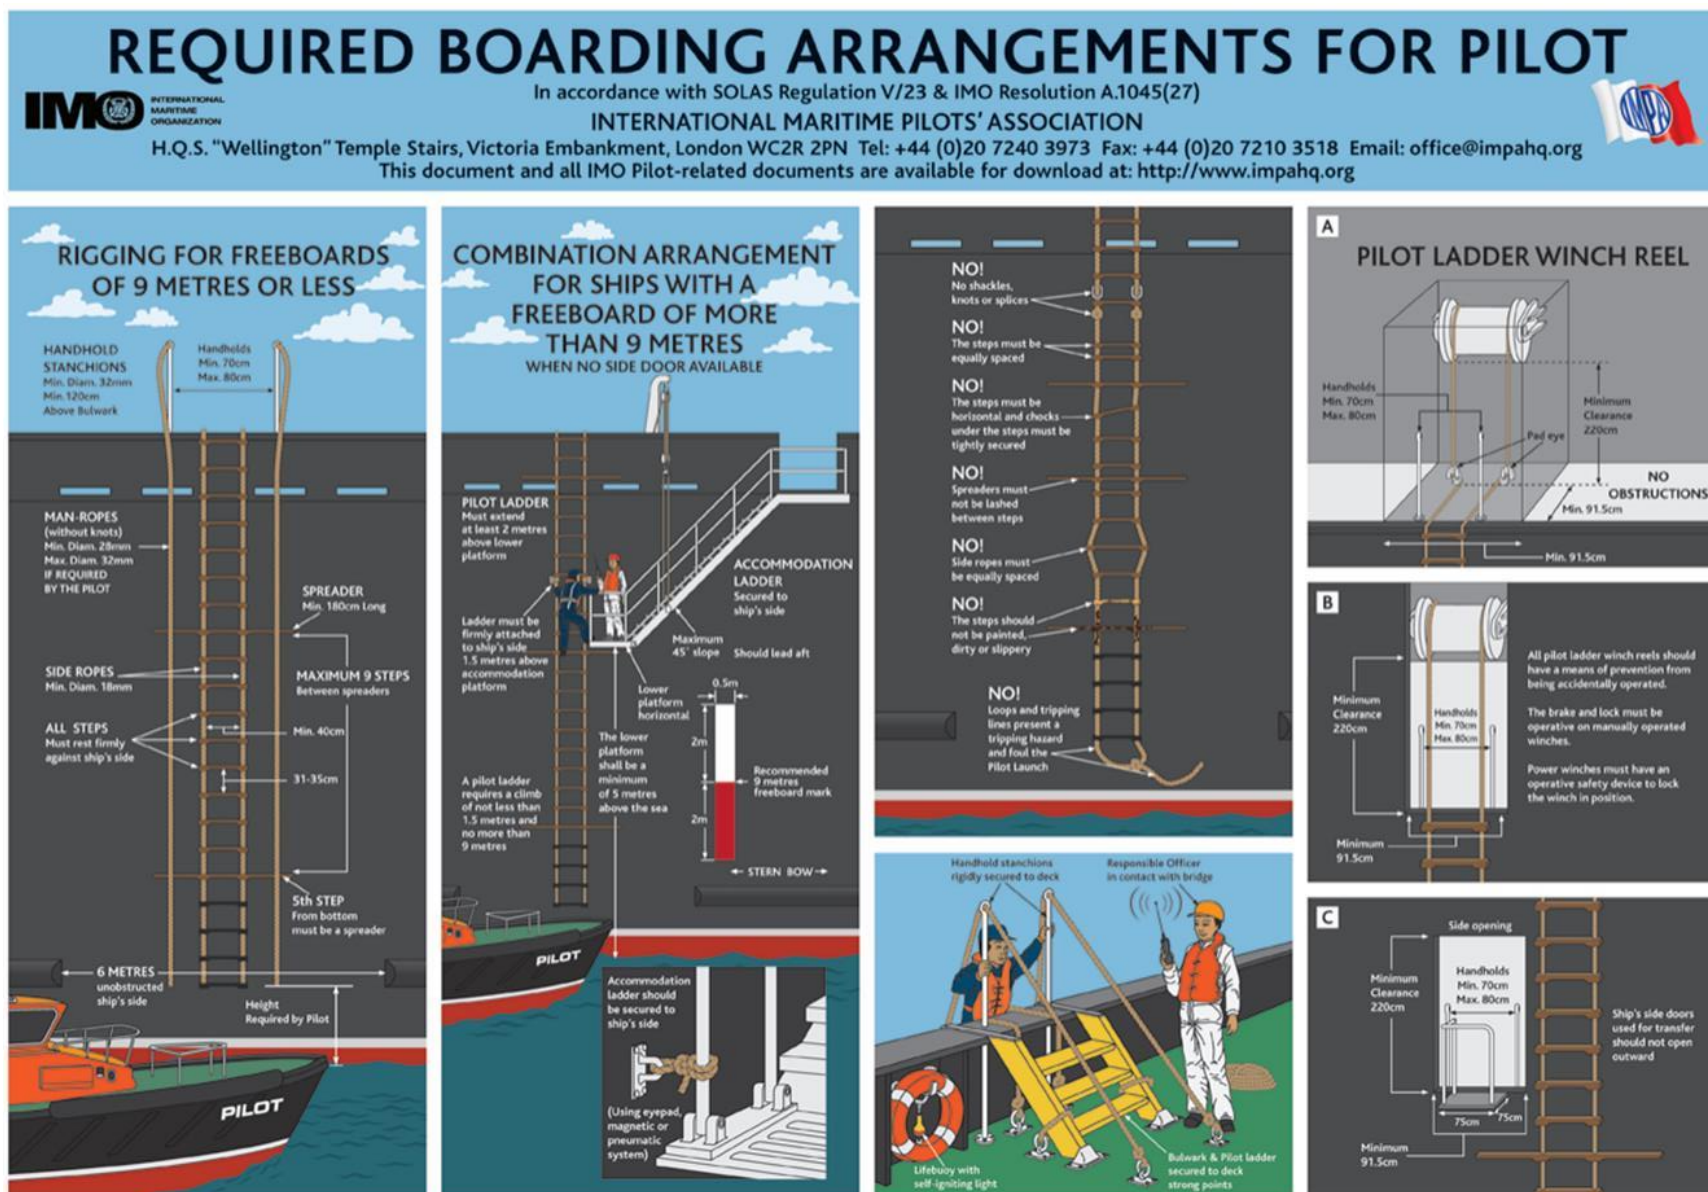 REQUIRED BOARDING ARRANGEMENTS FOR PILOT
In accordance with SOLAS Regulation V/23 & IMO Resolution A.1045(27)
INTERNATIONAL MARITIME PILOTS' ASSOCIATION
H.Q.S. "Wellington" Temple Stairs, Victoria Embankment, London WC2R 2PN Tel: +44 (0)20 7240 3973 Fax: +44 (0)20 7210 3518 Email: office@impahq.org
This document and all IMO Pilot-related documents are available for download at: http://www.impahq.org
IMO
INTERNATIONAL
MARITIME
ORGANIZATION
IMPA
RIGGING FOR FREEBOARDS
OF 9 METRES OR LESS
HANDHOLD
STANCHIONS
Min. Diam. 32mm
Min. 120cm
Above Bulwark
Handholds
Min. 70cm
Max. 80cm
MAN-ROPES
(without knots)
Min. Diam. 28mm
Max. Diam. 32mm
IF REQUIRED
BY THE PILOT
SPREADER
Min. 180cm Long
SIDE ROPES
Min. Diam. 18mm
MAXIMUM 9 STEPS
Between spreaders
ALL STEPS
Must rest firmly
against ship's side
Min. 40cm
31-35cm
5th STEP
From bottom
must be a spreader
6 METRES
unobstructed
ship's side
Height
Required by Pilot
PILOT
COMBINATION ARRANGEMENT
FOR SHIPS WITH A
FREEBOARD OF MORE
THAN 9 METRES
WHEN NO SIDE DOOR AVAILABLE
PILOT LADDER
Must extend
at least 2 metres
above lower
platform
ACCOMMODATION
LADDER
Secured to
ship's side
Ladder must be
firmly attached
to ship's side
1.5 metres above
accommodation
platform
Maximum
45° slope
Should lead aft
Lower
platform
horizontal
0.5m
2m
2m
The lower
platform
shall be a
minimum
of 5 metres
above the sea
Recommended
9 metres
freeboard mark
A pilot ladder
requires a climb
of not less than
1.5 metres and
no more than
9 metres
STERN BOW
PILOT
Accommodation
ladder should
be secured to
ship's side
(Using eyepad,
magnetic or
pneumatic
system)
NO!
No shackles,
knots or splices
NO!
The steps must be
equally spaced
NO!
The steps must be
horizontal and chocks
under the steps must be
tightly secured
NO!
Spreaders must
not be lashed
between steps
NO!
Side ropes must
be equally spaced
NO!
The steps should
not be painted,
dirty or slippery
NO!
Loops and tripping
lines present a
tripping hazard
and foul the
Pilot Launch
Handhold stanchions
rigidly secured to deck
Responsible Officer
in contact with bridge
Lifebuoy with
self-igniting light
Bulwark & Pilot ladder
secured to deck
strong points
A
PILOT LADDER WINCH REEL
Handholds
Min. 70cm
Max. 80cm
Minimum
Clearance
220cm
Pad eye
NO
OBSTRUCTIONS
Min. 91.5cm
Min. 91.5cm
B
Minimum
Clearance
220cm
Handholds
Min. 70cm
Max. 80cm
Minimum
91.5cm
All pilot ladder winch reels should
have a means of prevention from
being accidentally operated.
The brake and lock must be
operative on manually operated
winches.
Power winches must have an
operative safety device to lock
the winch in position.
C
Side opening
Minimum
Clearance
220cm
Handholds
Min. 70cm
Max. 80cm
Ship's side doors
used for transfer
should not open
outward
75cm
75cm
Minimum
91.5cm